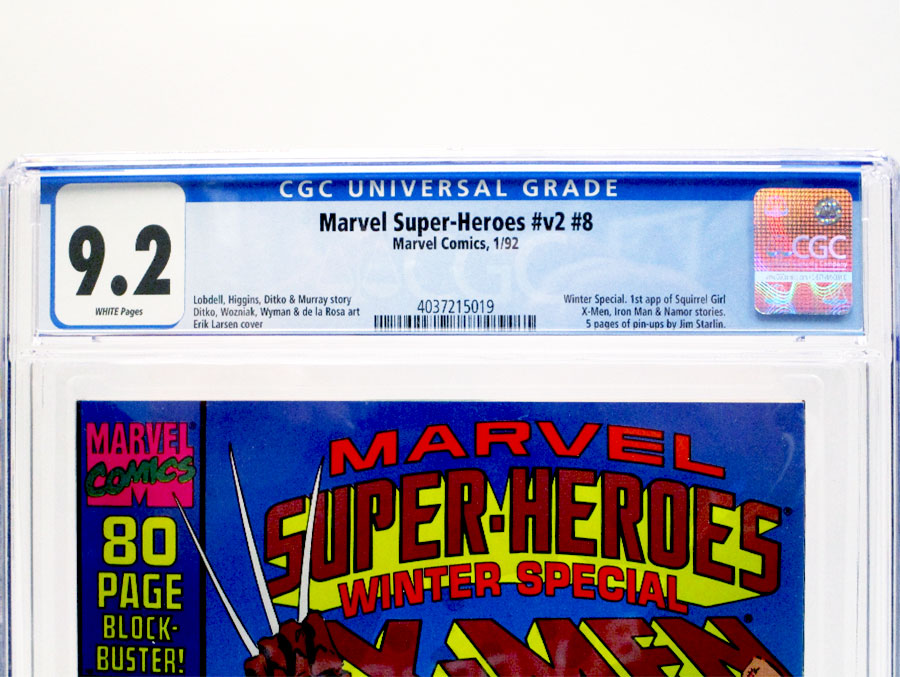 CGC UNIVERSAL GRADE
9.2
WHITE Pages
Marvel Super-Heroes #v2 #8
Marvel Comics, 1/92
Lobdell, Higgins, Ditko & Murray story
Ditko, Wozniak, Wyman & de la Rosa art
Erik Larsen cover
4037215019
Winter Special. 1st app of Squirrel Girl
X-Men, Iron Man & Namor stories.
5 pages of pin-ups by Jim Starlin.
CGC
MARVEL
COMICS
80
PAGE
BLOCK-
BUSTER!
MARVEL
SUPER-HEROES
WINTER SPECIAL
X-MEN